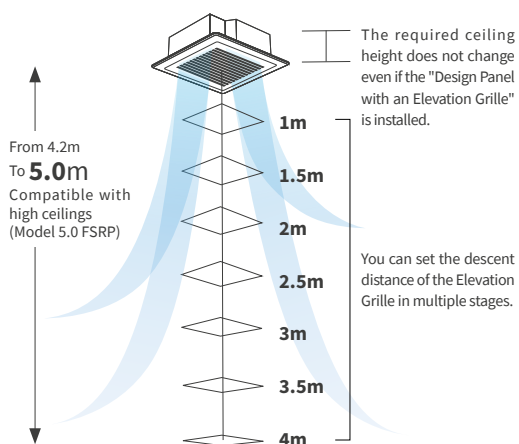 The required ceiling
height does not change
even if the "Design Panel
with an Elevation Grille"
is installed.
From 4.2m
To 5.0m
Compatible with
high ceilings
(Model 5.0 FSRP)
1m
1.5m
2m
2.5m
3m
3.5m
4m
You can set the descent
distance of the Elevation
Grille in multiple stages.